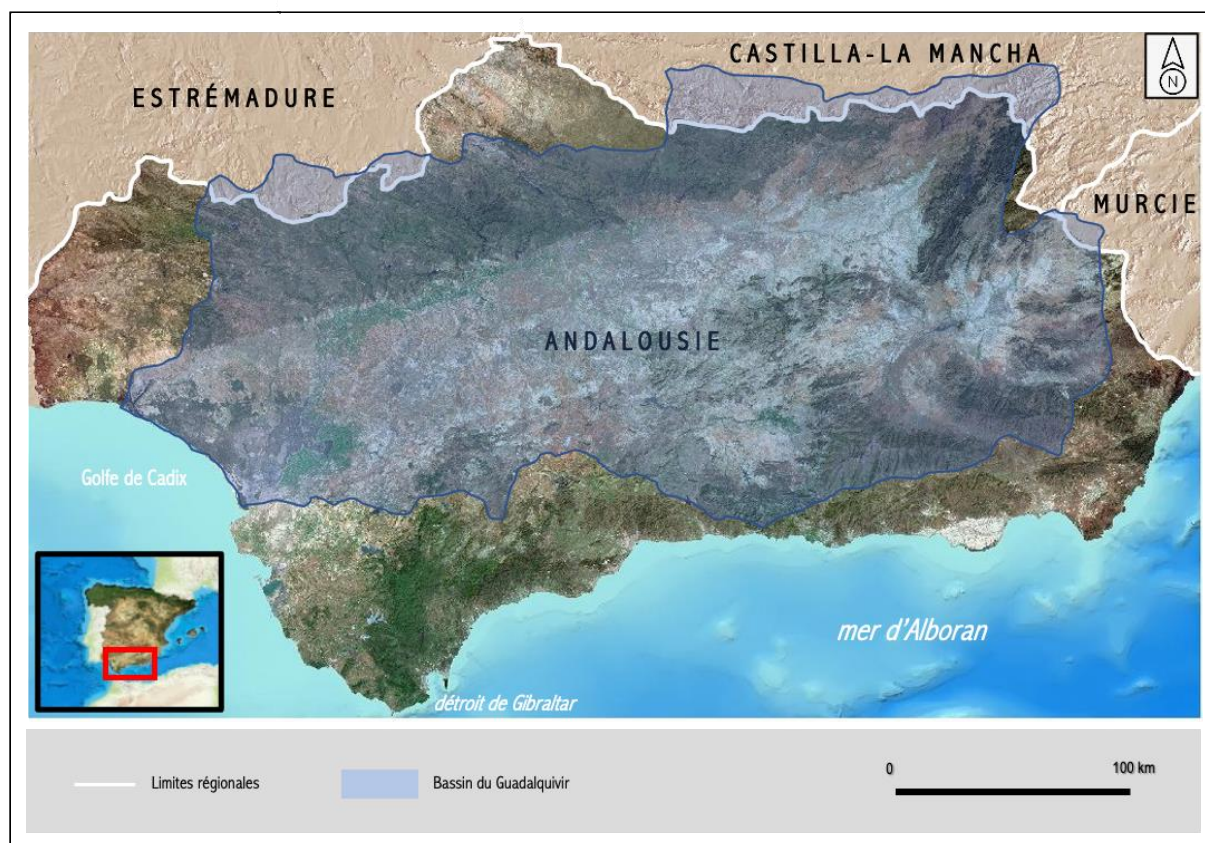 CASTILLA-LA MANCHA
N
ESTRÉMADURE
MURCIE
ANDALOUSIE
Golfe de Cadix
mer d'Alboran
détroit de Gibraltar
Limites régionales
Bassin du Guadalquivir
0
100 km